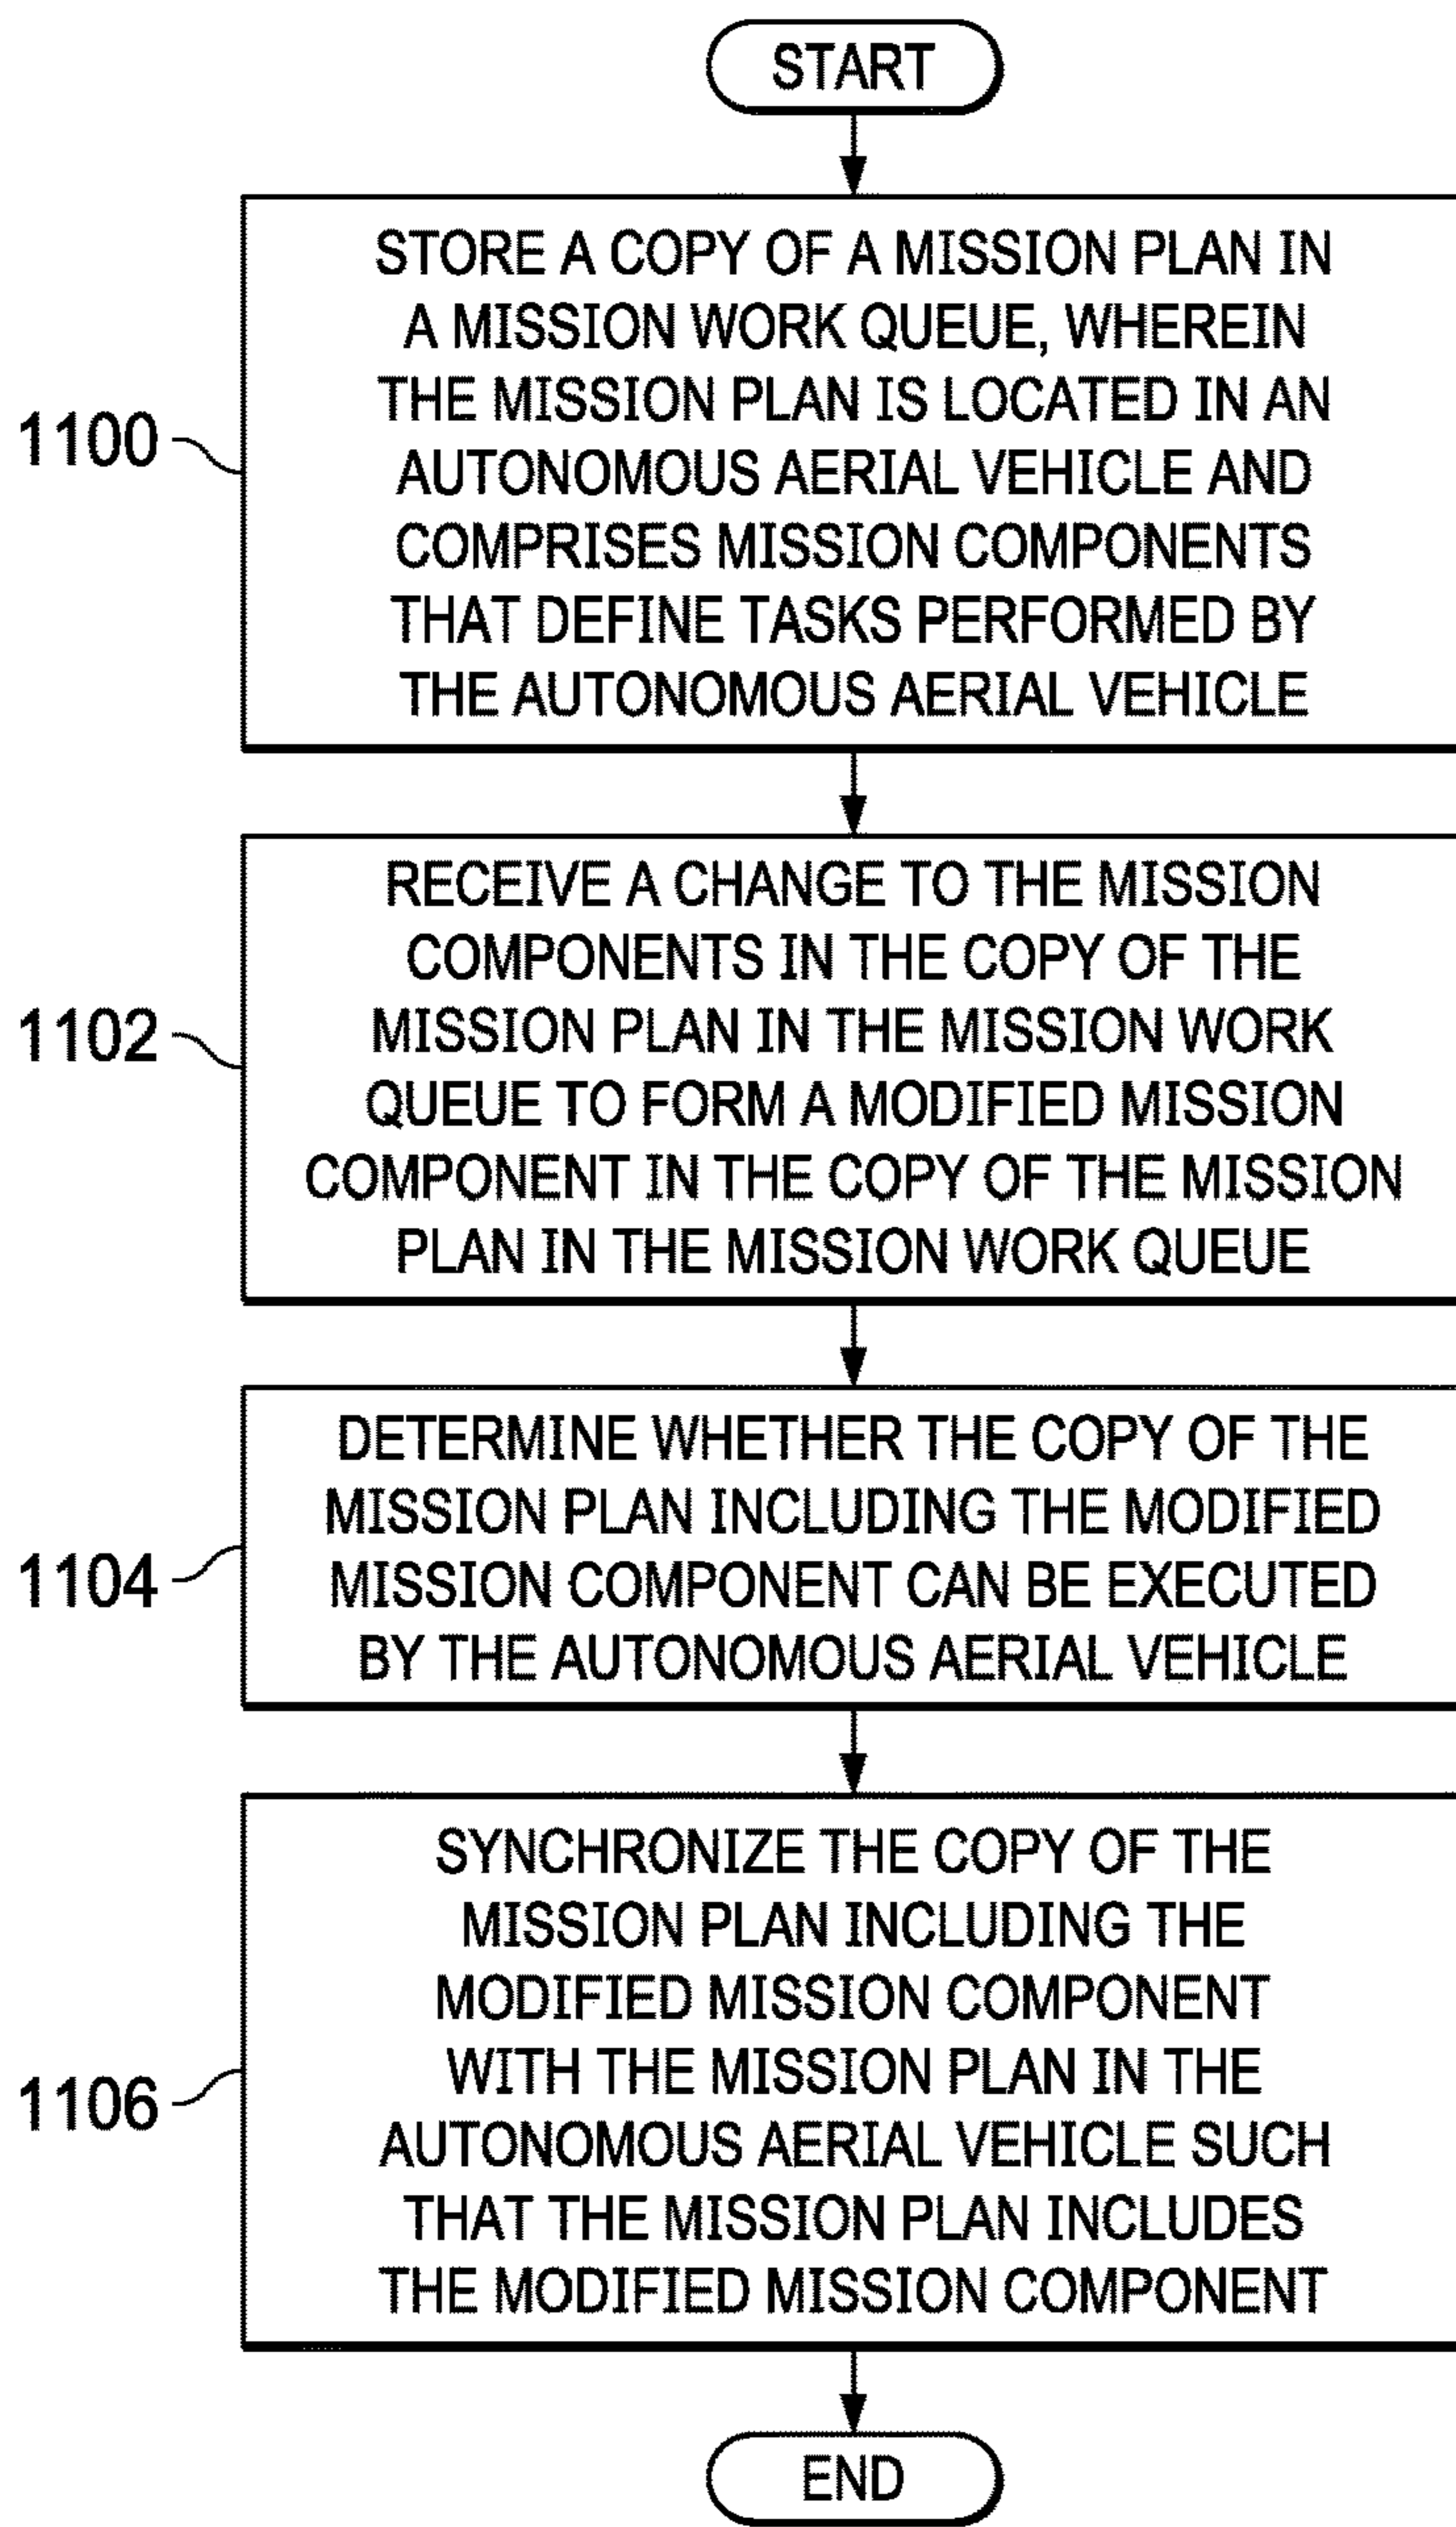 START
STORE A COPY OF A MISSION PLAN IN
A MISSION WORK QUEUE, WHEREIN
THE MISSION PLAN IS LOCATED IN AN
AUTONOMOUS AERIAL VEHICLE AND
COMPRISES MISSION COMPONENTS
THAT DEFINE TASKS PERFORMED BY
THE AUTONOMOUS AERIAL VEHICLE
1100
RECEIVE A CHANGE TO THE MISSION
COMPONENTS IN THE COPY OF THE
MISSION PLAN IN THE MISSION WORK
QUEUE TO FORM A MODIFIED MISSION
COMPONENT IN THE COPY OF THE MISSION
PLAN IN THE MISSION WORK QUEUE
1102
DETERMINE WHETHER THE COPY OF THE
MISSION PLAN INCLUDING THE MODIFIED
MISSION COMPONENT CAN BE EXECUTED
BY THE AUTONOMOUS AERIAL VEHICLE
1104
SYNCHRONIZE THE COPY OF THE
MISSION PLAN INCLUDING THE
MODIFIED MISSION COMPONENT
WITH THE MISSION PLAN IN THE
AUTONOMOUS AERIAL VEHICLE SUCH
THAT THE MISSION PLAN INCLUDES
THE MODIFIED MISSION COMPONENT
1106
END